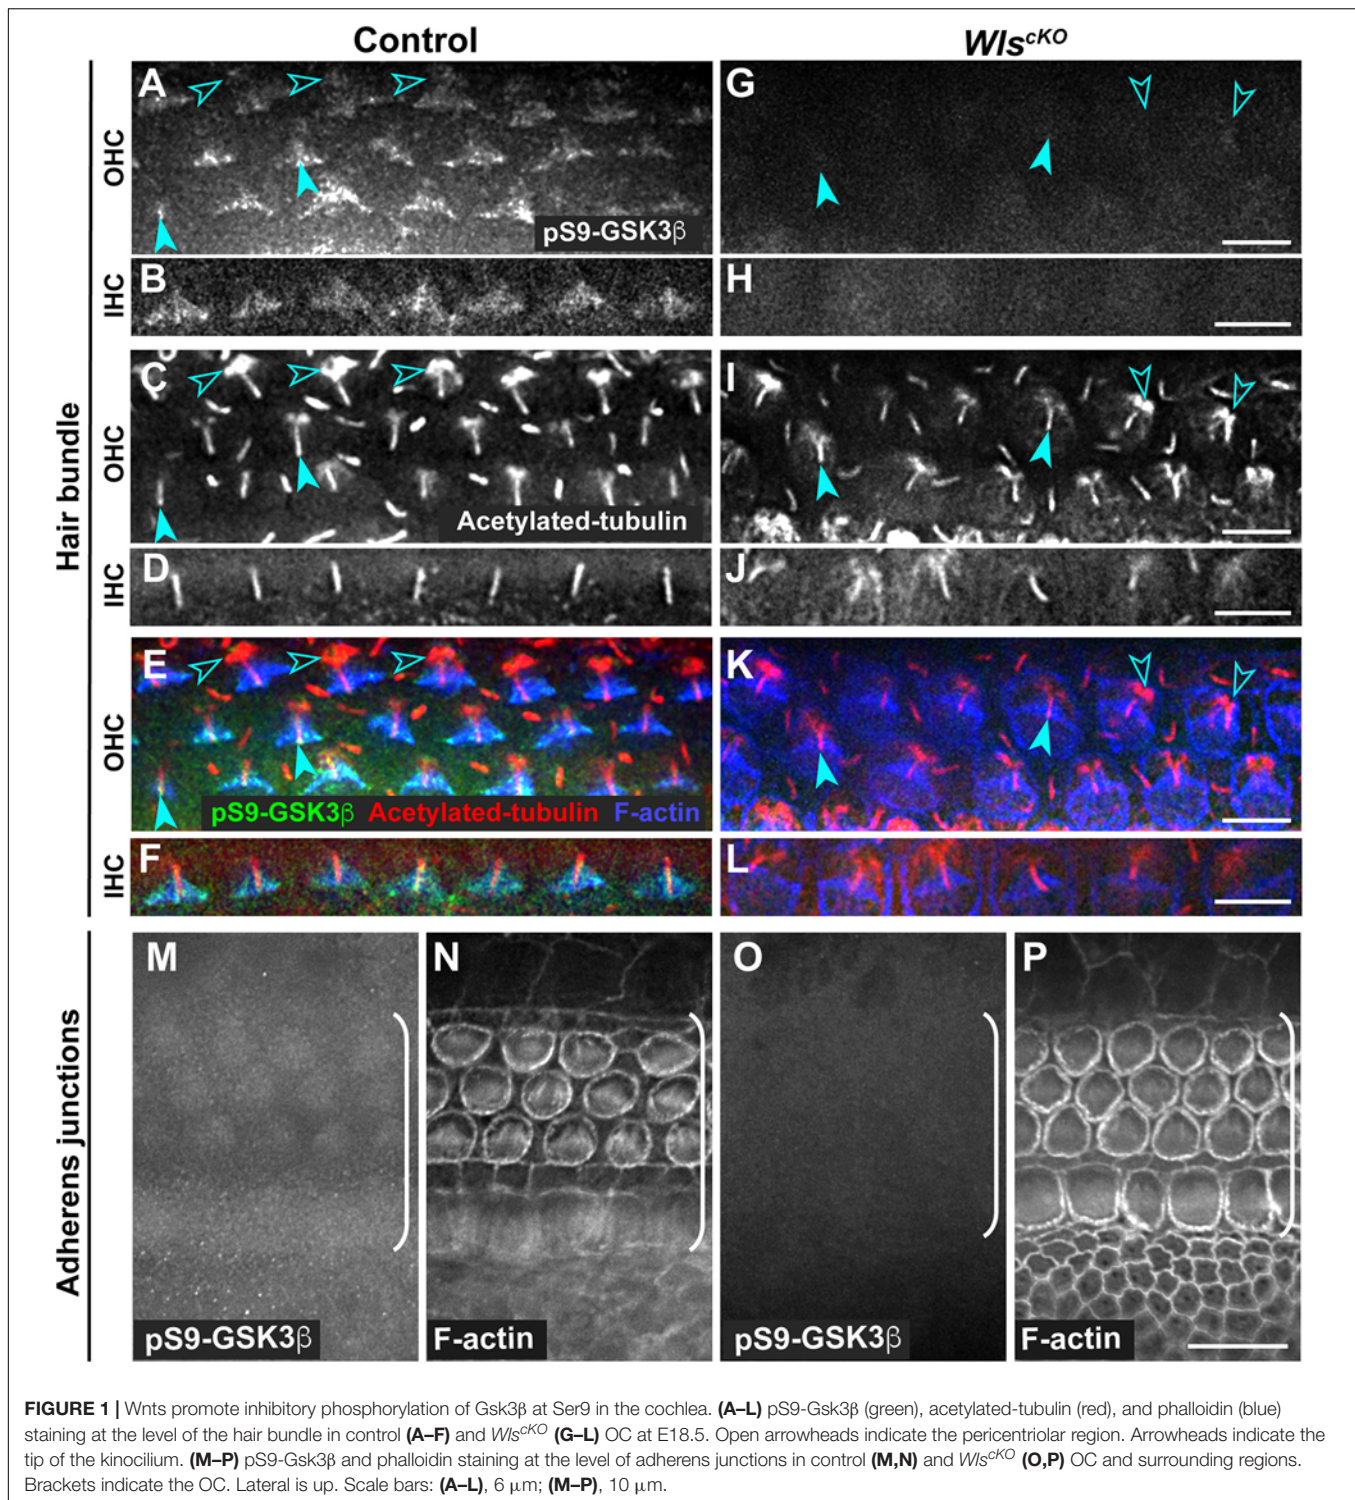 Control
Wls^cKO
Hair bundle
Adherens junctions
OHC
IHC
OHC
IHC
OHC
IHC
A
pS9-GSK3β
G
B
H
C
Acetylated-tubulin
I
D
J
E
pS9-GSK3β Acetylated-tubulin F-actin
K
F
L
M
pS9-GSK3β
N
F-actin
O
pS9-GSK3β
P
F-actin
FIGURE 1 | Wnts promote inhibitory phosphorylation of Gsk3β at Ser9 in the cochlea. (A–L) pS9-Gsk3β (green), acetylated-tubulin (red), and phalloidin (blue)
staining at the level of the hair bundle in control (A–F) and Wls^cKO (G–L) OC at E18.5. Open arrowheads indicate the pericentriolar region. Arrowheads indicate the
tip of the kinocilium. (M–P) pS9-Gsk3β and phalloidin staining at the level of adherens junctions in control (M,N) and Wls^cKO (O,P) OC and surrounding regions.
Brackets indicate the OC. Lateral is up. Scale bars: (A–L), 6 μm; (M–P), 10 μm.